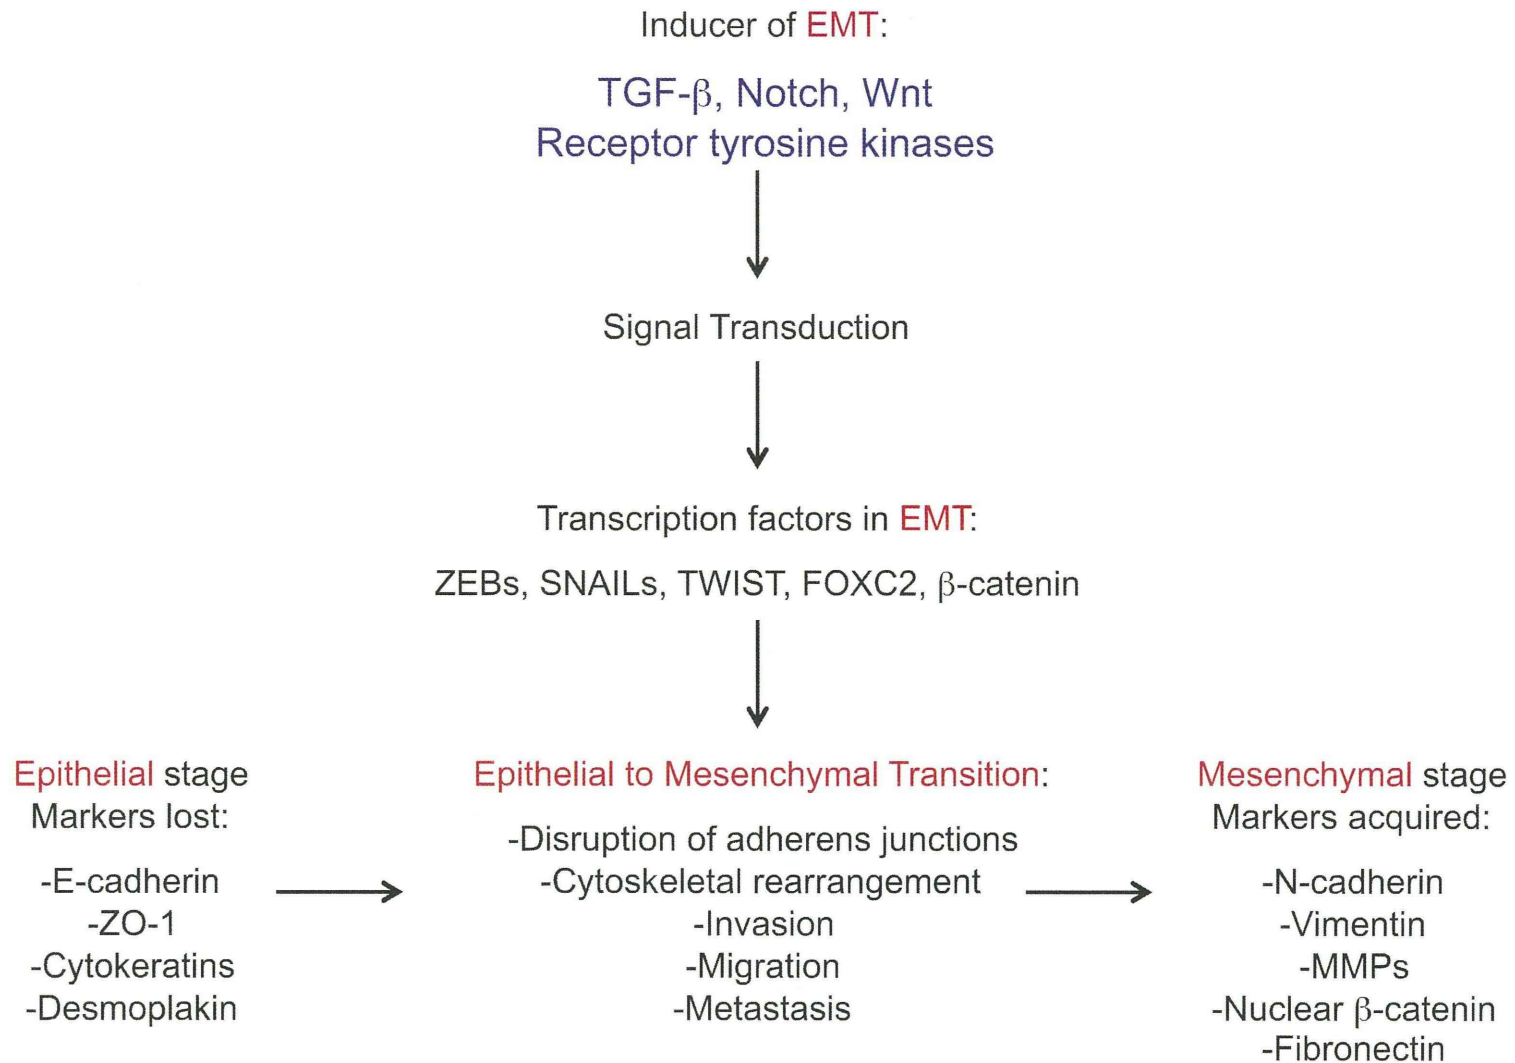 Inducer of EMT:
TGF-β, Notch, Wnt
Receptor tyrosine kinases
Signal Transduction
Transcription factors in EMT:
ZEBs, SNAILs, TWIST, FOXC2, β-catenin
Epithelial stage
Markers lost:
-E-cadherin
-ZO-1
-Cytokeratins
-Desmoplakin
Epithelial to Mesenchymal Transition:
-Disruption of adherens junctions
-Cytoskeletal rearrangement
-Invasion
-Migration
-Metastasis
Mesenchymal stage
Markers acquired:
-N-cadherin
-Vimentin
-MMPs
-Nuclear β-catenin
-Fibronectin